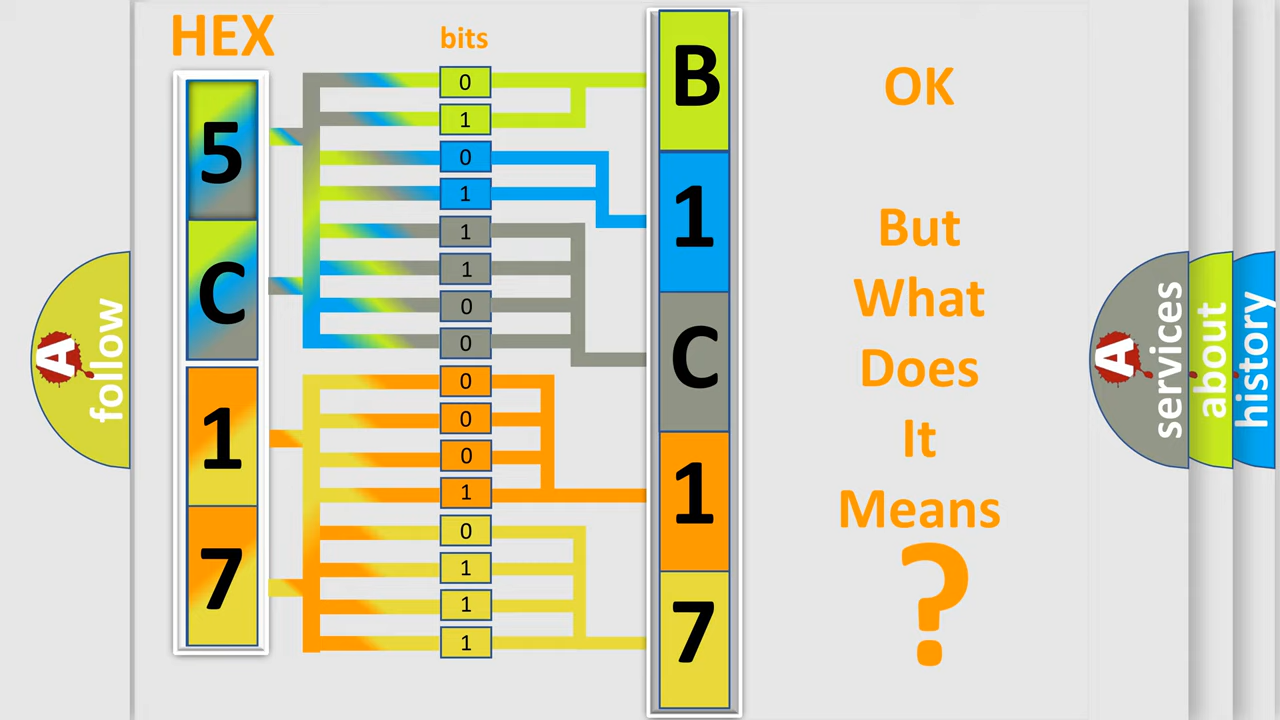 HEX
bits
5
C
1
7
0
1
0
1
1
1
0
0
0
0
0
1
0
1
1
1
B
1
C
1
7
OK
But
What
Does
It
Means
?
A
follow
A
services
about
history